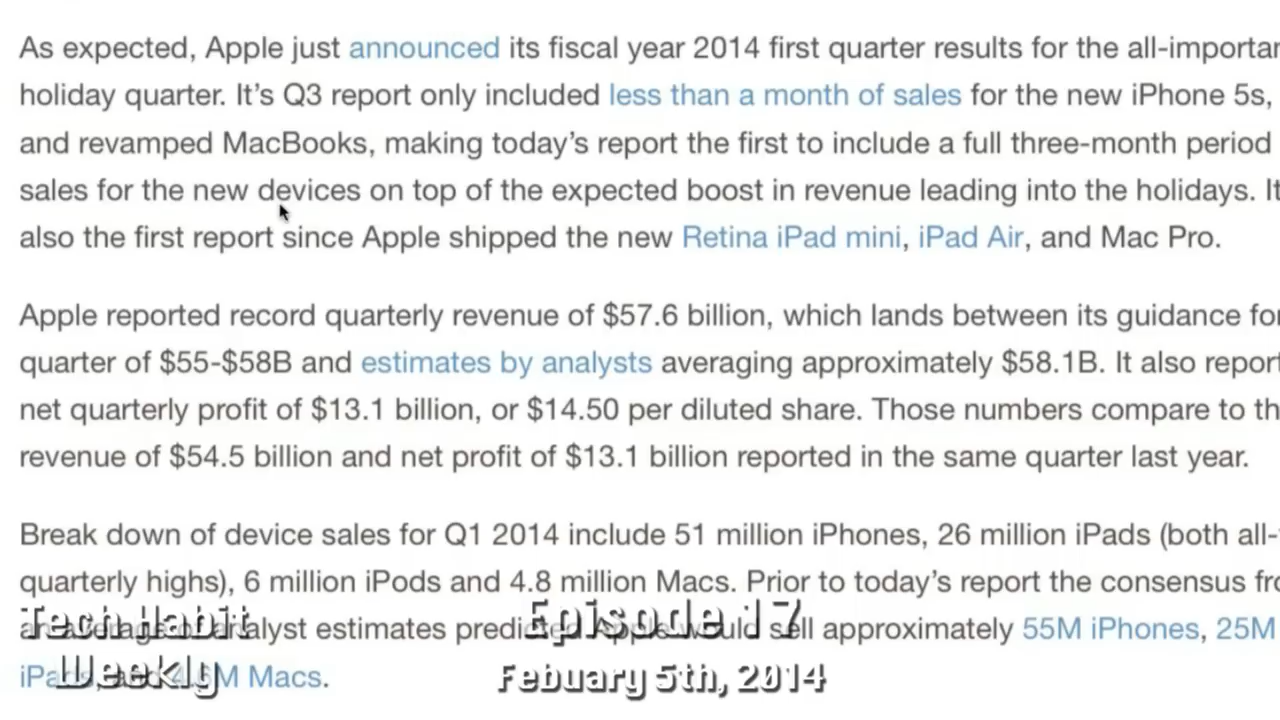 As expected, Apple just announced its fiscal year 2014 first quarter results for the all-importan
holiday quarter. It’s Q3 report only included less than a month of sales for the new iPhone 5s,
and revamped MacBooks, making today’s report the first to include a full three-month period
sales for the new devices on top of the expected boost in revenue leading into the holidays. It
also the first report since Apple shipped the new Retina iPad mini, iPad Air, and Mac Pro.
Apple reported record quarterly revenue of $57.6 billion, which lands between its guidance for
quarter of $55-$58B and estimates by analysts averaging approximately $58.1B. It also report
net quarterly profit of $13.1 billion, or $14.50 per diluted share. Those numbers compare to th
revenue of $54.5 billion and net profit of $13.1 billion reported in the same quarter last year.
Break down of device sales for Q1 2014 include 51 million iPhones, 26 million iPads (both all-
quarterly highs), 6 million iPods and 4.8 million Macs. Prior to today’s report the consensus fro
an average of analyst estimates predicted Apple would sell approximately 55M iPhones, 25M
iPads, and 4.6M Macs.
Tech Habit
Weekly
Episode 17
Febuary 5th, 2014